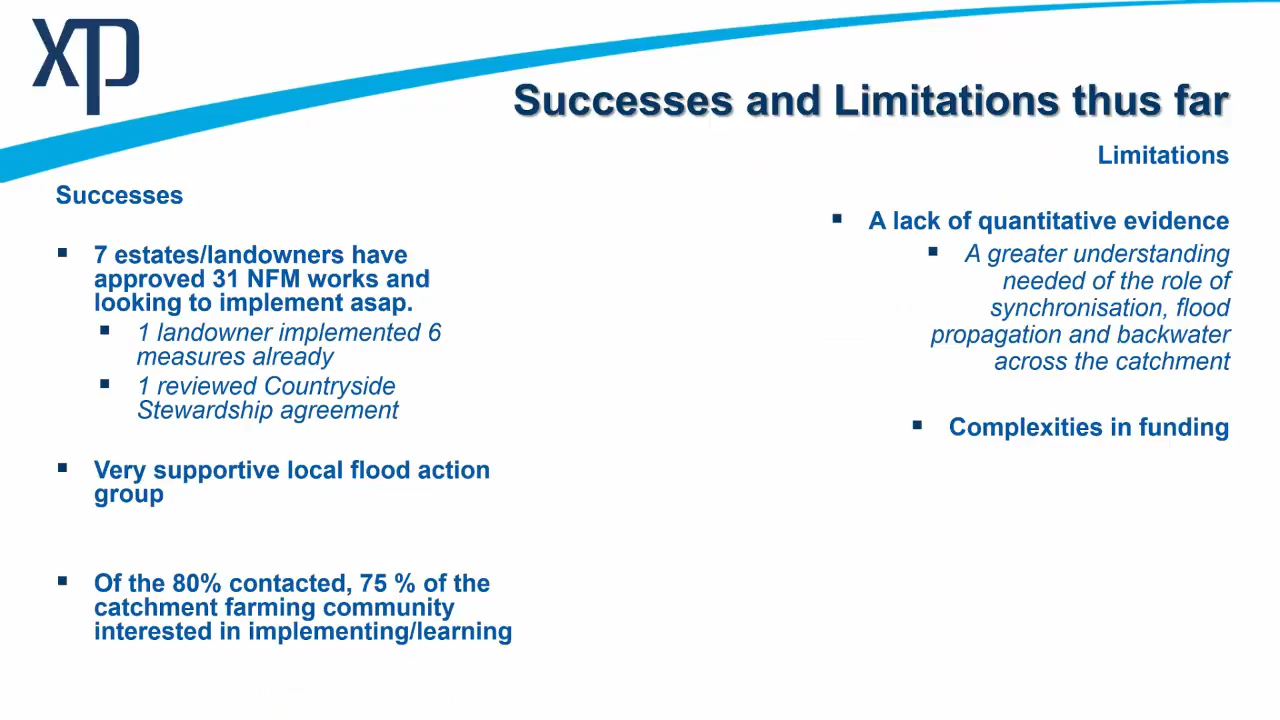 xp
Successes and Limitations thus far
Successes
▪ 7 estates/landowners have
approved 31 NFM works and
looking to implement asap.
▪ 1 landowner implemented 6
measures already
▪ 1 reviewed Countryside
Stewardship agreement
▪ Very supportive local flood action
group
▪ Of the 80% contacted, 75 % of the
catchment farming community
interested in implementing/learning
Limitations
▪ A lack of quantitative evidence
▪ A greater understanding
needed of the role of
synchronisation, flood
propagation and backwater
across the catchment
▪ Complexities in funding